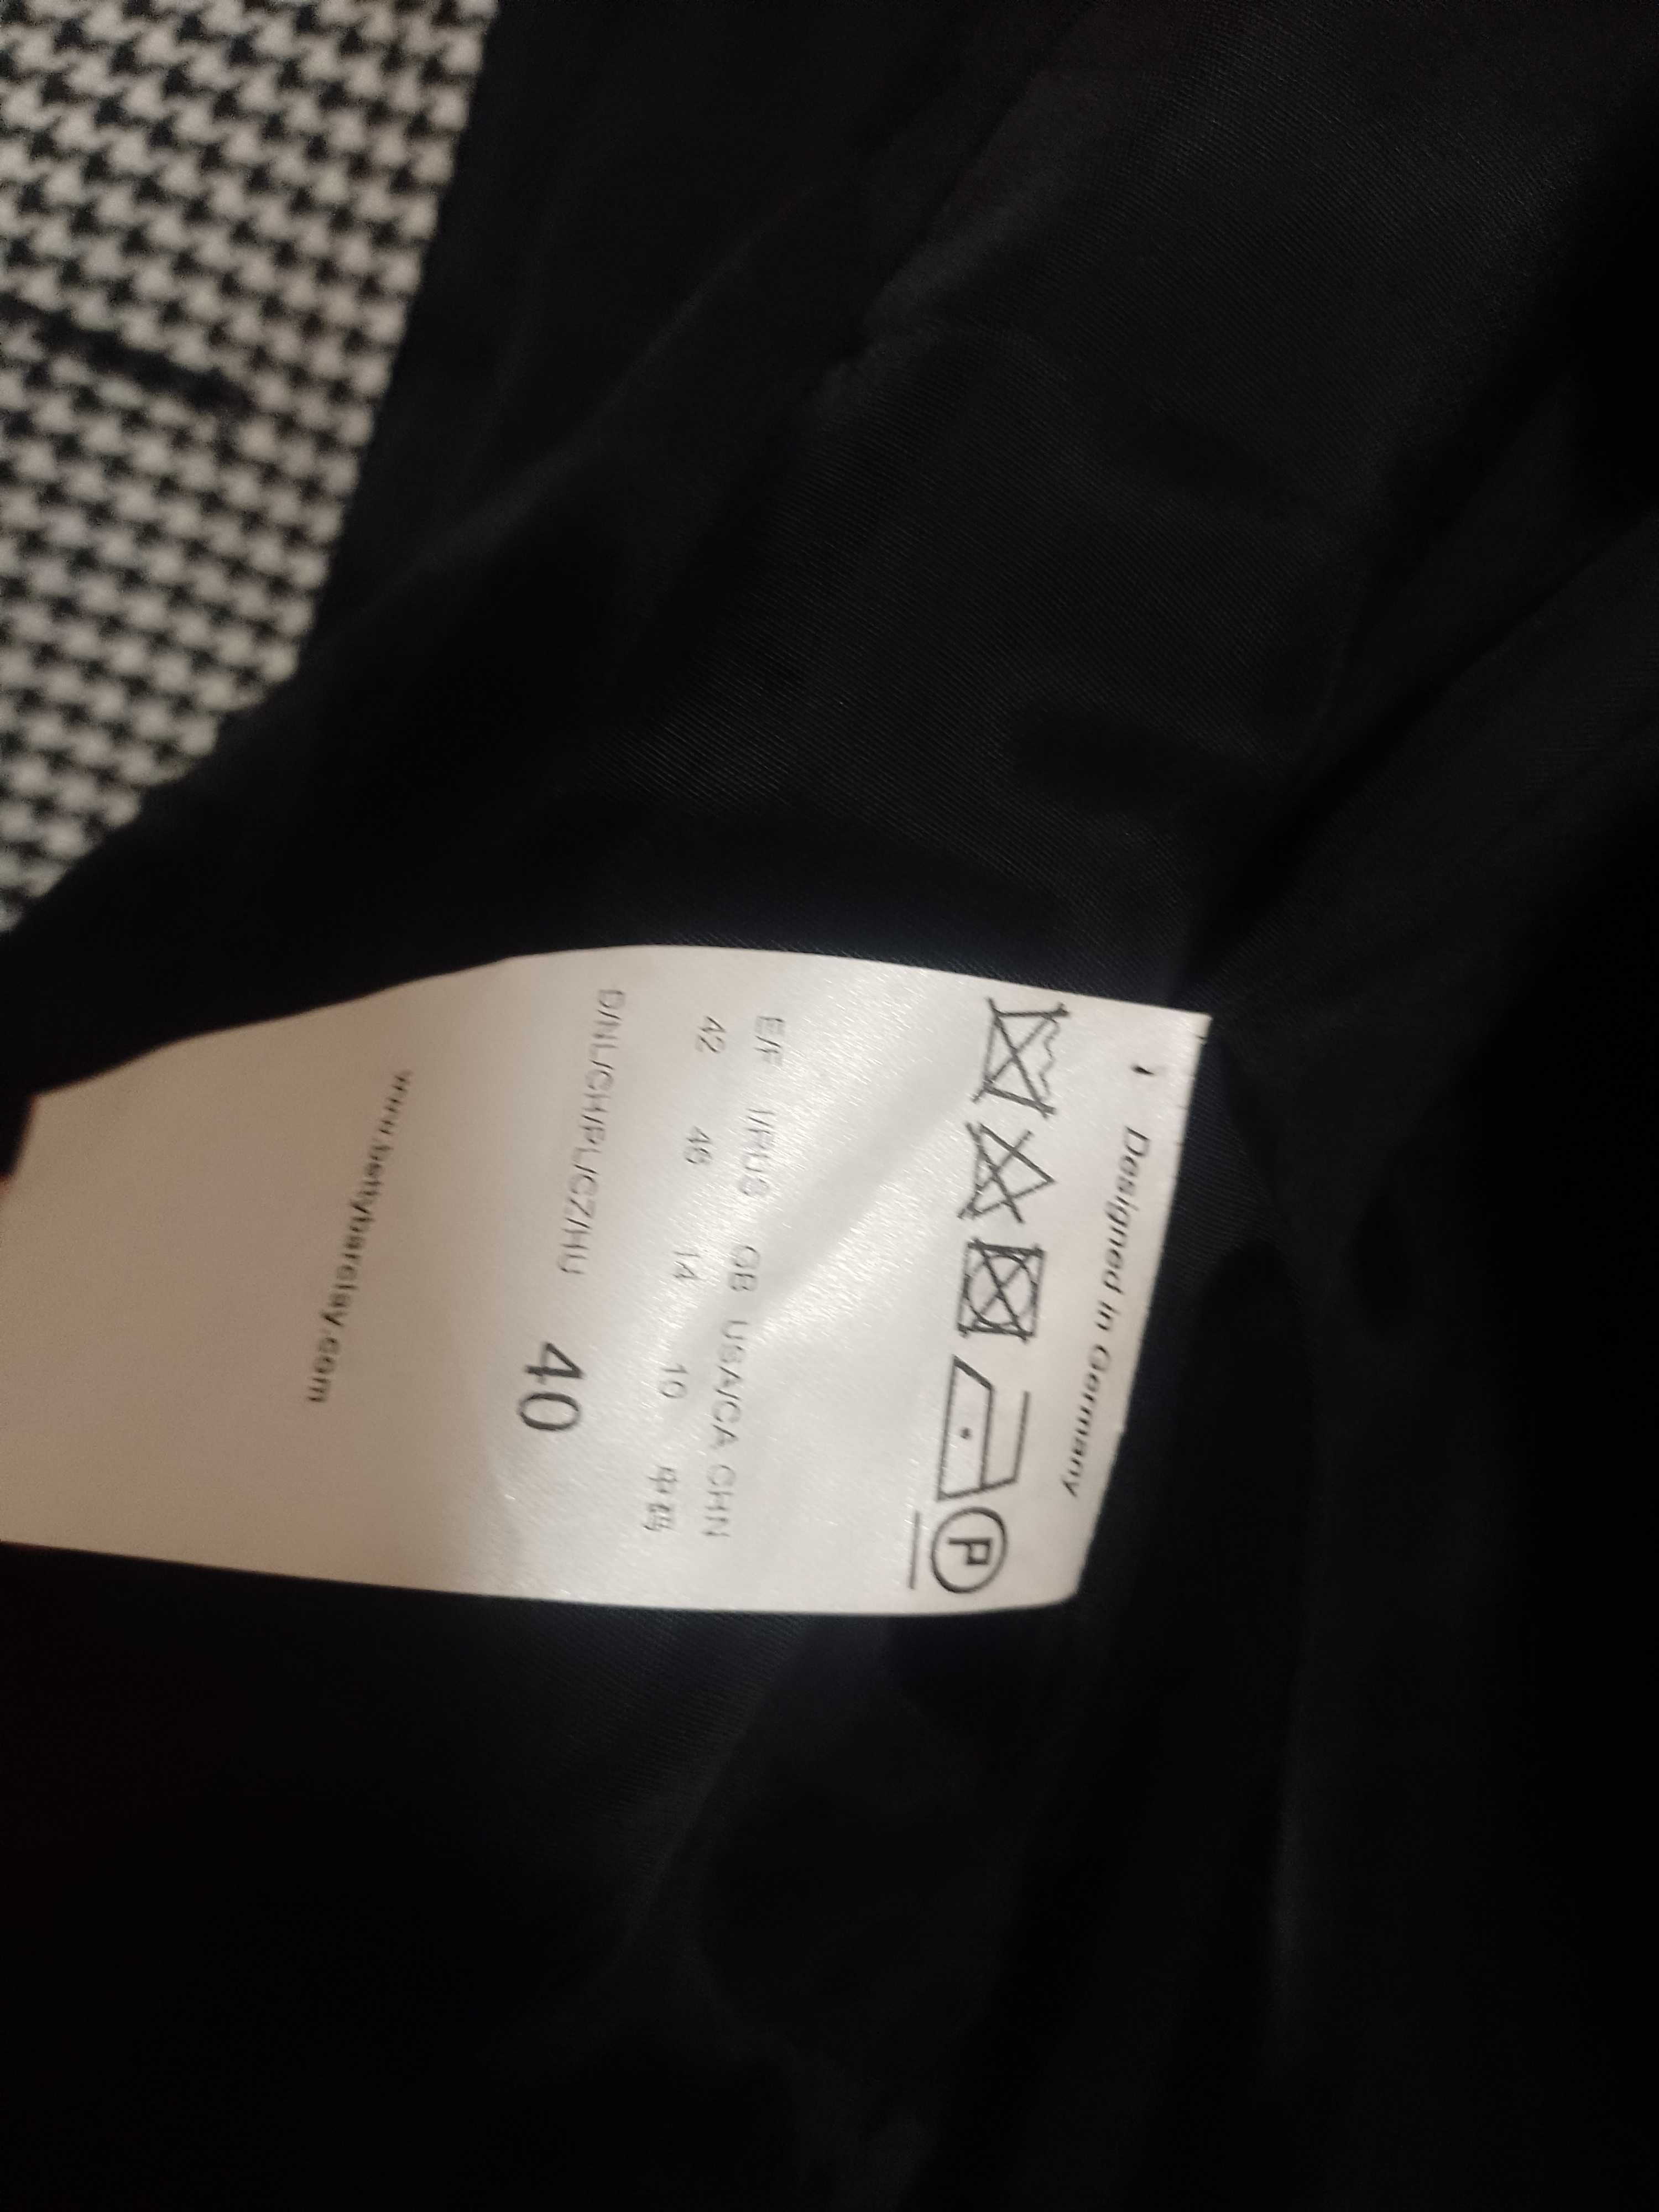 Designed in Germany
P
E/F I/RUS GB USA/CA CHN
42 46 14 10 中码
D/NL/CH/PL/CZ/HU 40
www.bettybarclay.com